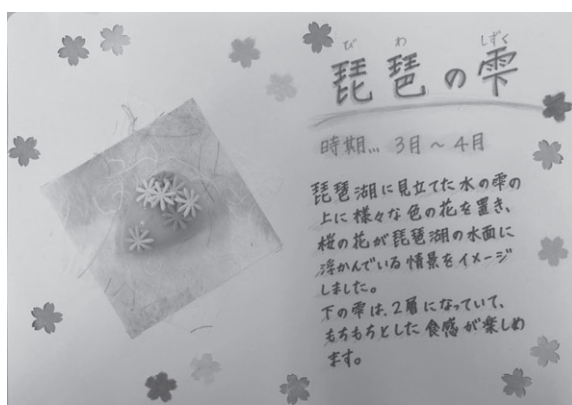 びわ しずく
琵琶の雫
時期… 3月～4月
琵琶湖に見立てた水の雫の
上に様々な色の花を置き、
桜の花が琵琶湖の水面に
浮かんでいる情景をイメージ
しました。
下の雫は、2層になっていて、
もちもちとした食感が楽しめ
ます。